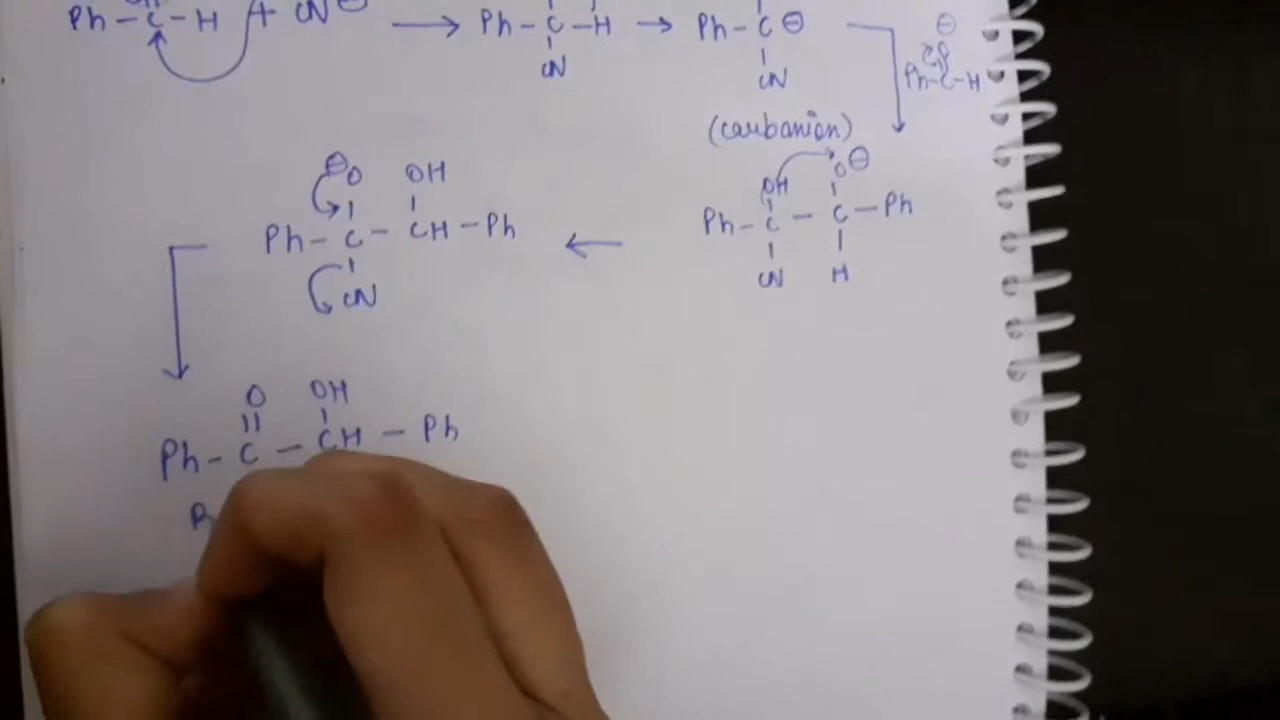 Ph – C – H + CN⊖ → Ph – C – H → Ph – C ⊖
CN CN
⊖
O
Ph–C–H
(carbanion)
⊖O OH
OH O⊖
Ph – C – CH – Ph ← Ph – C – C – Ph
CN CN H
O OH
Ph – C – CH – Ph